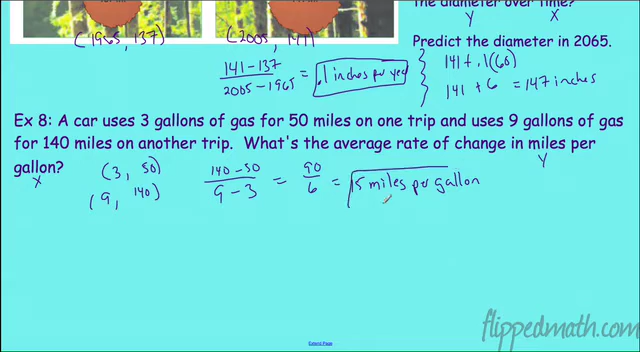 the diameter over time?
Y X
(1965, 137) (2005, 141)
Predict the diameter in 2065.
141 - 137 / 2005 - 1965 = .1 inches per year
141 + .1(60)
141 + 6 = 147 inches
Ex 8: A car uses 3 gallons of gas for 50 miles on one trip and uses 9 gallons of gas
for 140 miles on another trip. What's the average rate of change in miles per
gallon?
X Y
(3, 50)
(9, 140)
140 - 50 / 9 - 3 = 90 / 6 = 15 miles per gallon
flippedmath.com
Extend Page